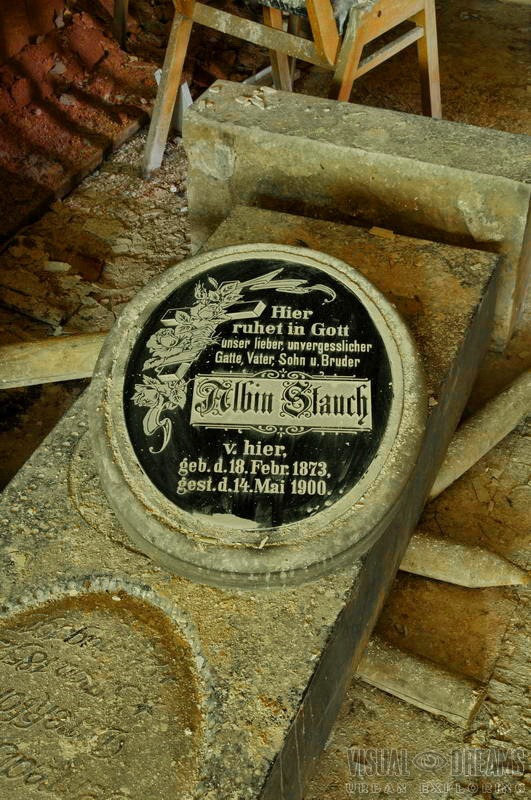 Hier
ruhet in Gott
unser lieber, unvergesslicher
Gatte, Vater, Sohn u. Bruder
Albin Stauch
v. hier,
geb. d. 18. Febr. 1873,
gest. d. 14. Mai 1900.
VISUAL DREAMS
URBAN EXPLORING